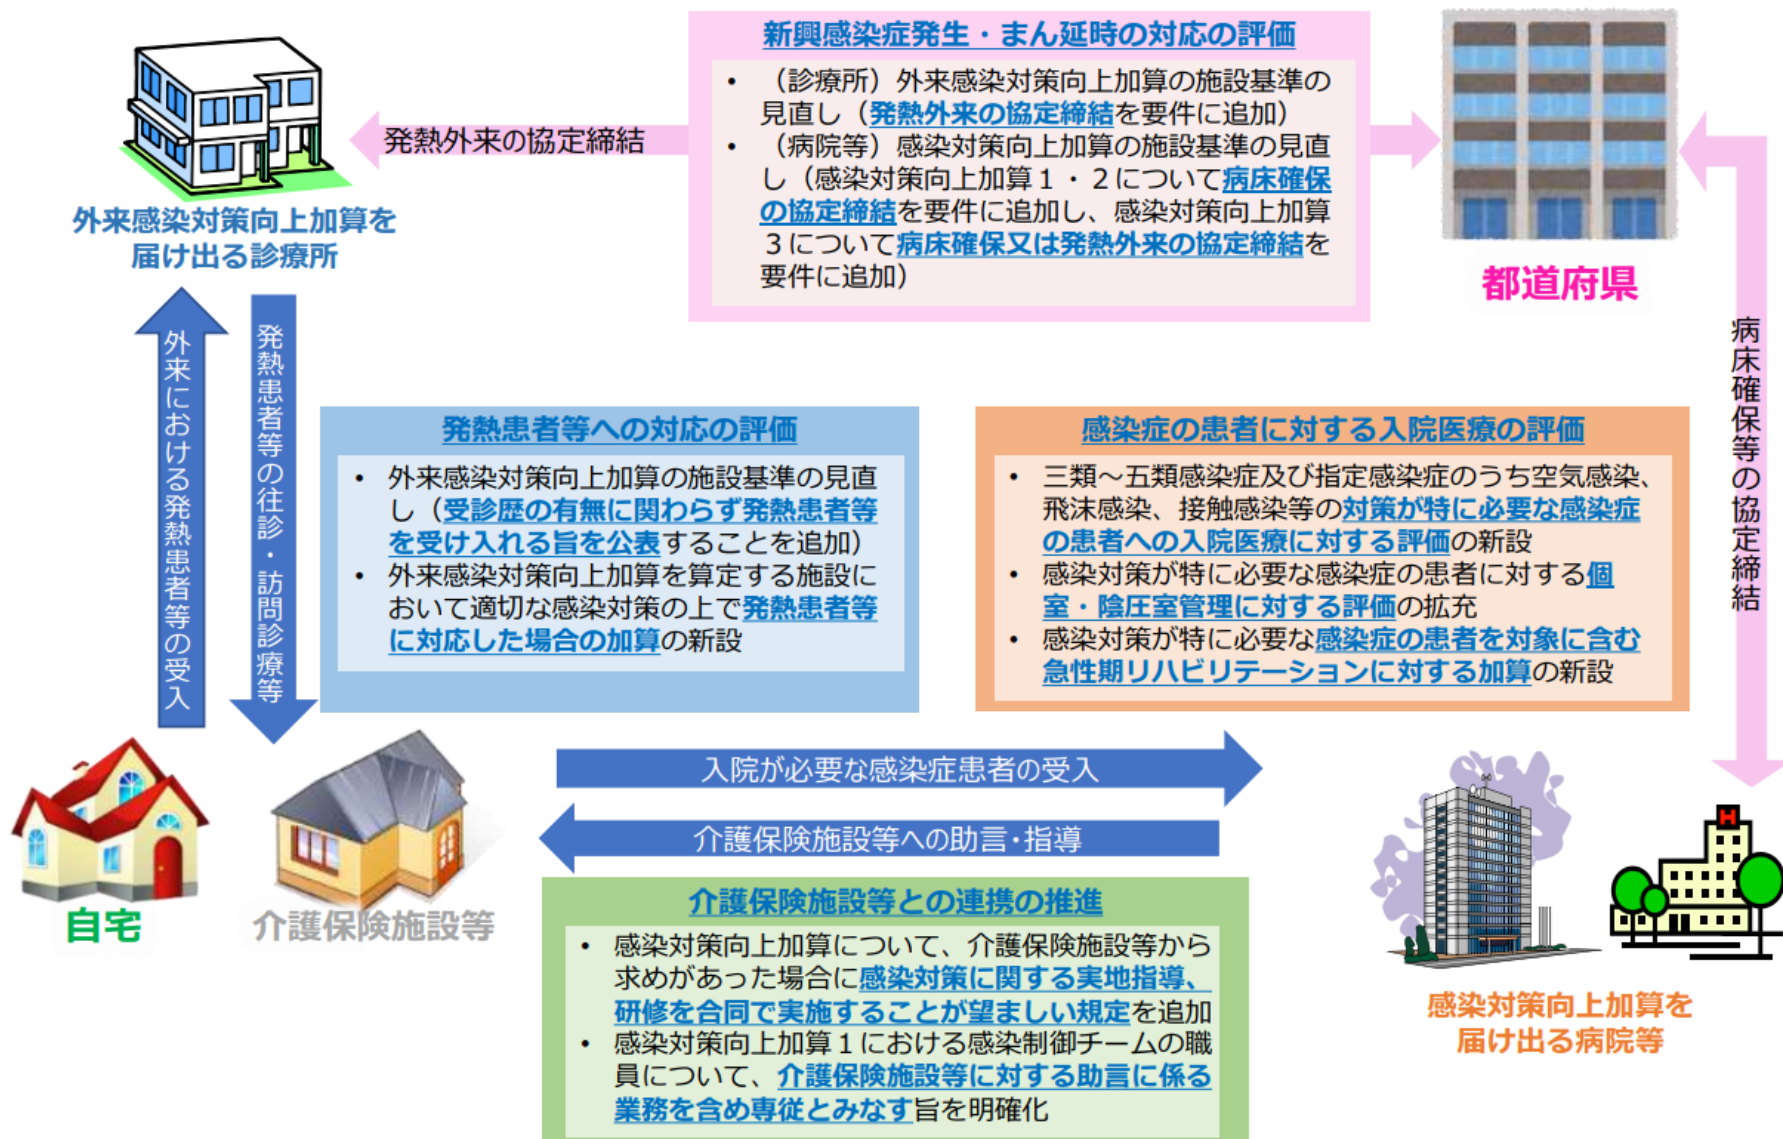 新興感染症発生・まん延時の対応の評価
• （診療所）外来感染対策向上加算の施設基準の
見直し（発熱外来の協定締結を要件に追加）
• （病院等）感染対策向上加算の施設基準の見直
し（感染対策向上加算１・２について病床確保
の協定締結を要件に追加し、感染対策向上加算
３について病床確保又は発熱外来の協定締結を
要件に追加）
発熱外来の協定締結
外来感染対策向上加算を
届け出る診療所
都道府県
病床確保等の協定締結
外来における発熱患者等の受入
発熱患者等の往診・訪問診療等
発熱患者等への対応の評価
• 外来感染対策向上加算の施設基準の見直
し（受診歴の有無に関わらず発熱患者等
を受け入れる旨を公表することを追加）
• 外来感染対策向上加算を算定する施設に
おいて適切な感染対策の上で発熱患者等
に対応した場合の加算の新設
感染症の患者に対する入院医療の評価
• 三類～五類感染症及び指定感染症のうち空気感染、
飛沫感染、接触感染等の対策が特に必要な感染症
の患者への入院医療に対する評価の新設
• 感染対策が特に必要な感染症の患者に対する個
室・陰圧室管理に対する評価の拡充
• 感染対策が特に必要な感染症の患者を対象に含む
急性期リハビリテーションに対する加算の新設
入院が必要な感染症患者の受入
介護保険施設等への助言･指導
自宅
介護保険施設等
介護保険施設等との連携の推進
• 感染対策向上加算について、介護保険施設等から
求めがあった場合に感染対策に関する実地指導、
研修を合同で実施することが望ましい規定を追加
• 感染対策向上加算１における感染制御チームの職
員について、介護保険施設等に対する助言に係る
業務を含め専従とみなす旨を明確化
H
感染対策向上加算を
届け出る病院等